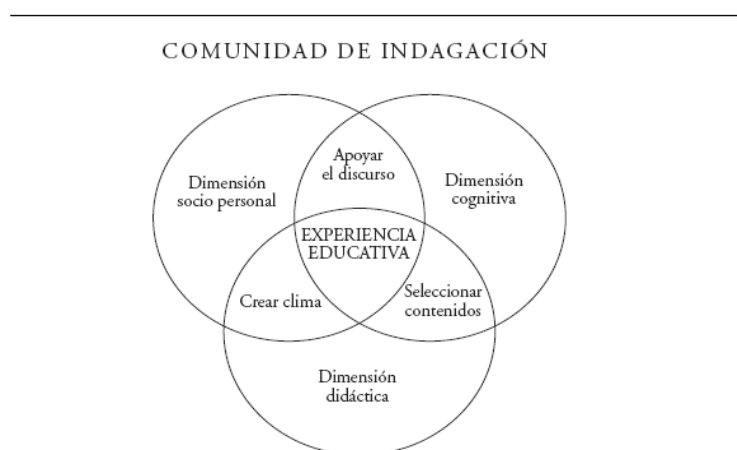 COMUNIDAD DE INDAGACIÓN
Apoyar
el discurso
Dimensión
socio personal
Dimensión
cognitiva
EXPERIENCIA
EDUCATIVA
Crear clima
Seleccionar
contenidos
Dimensión
didáctica